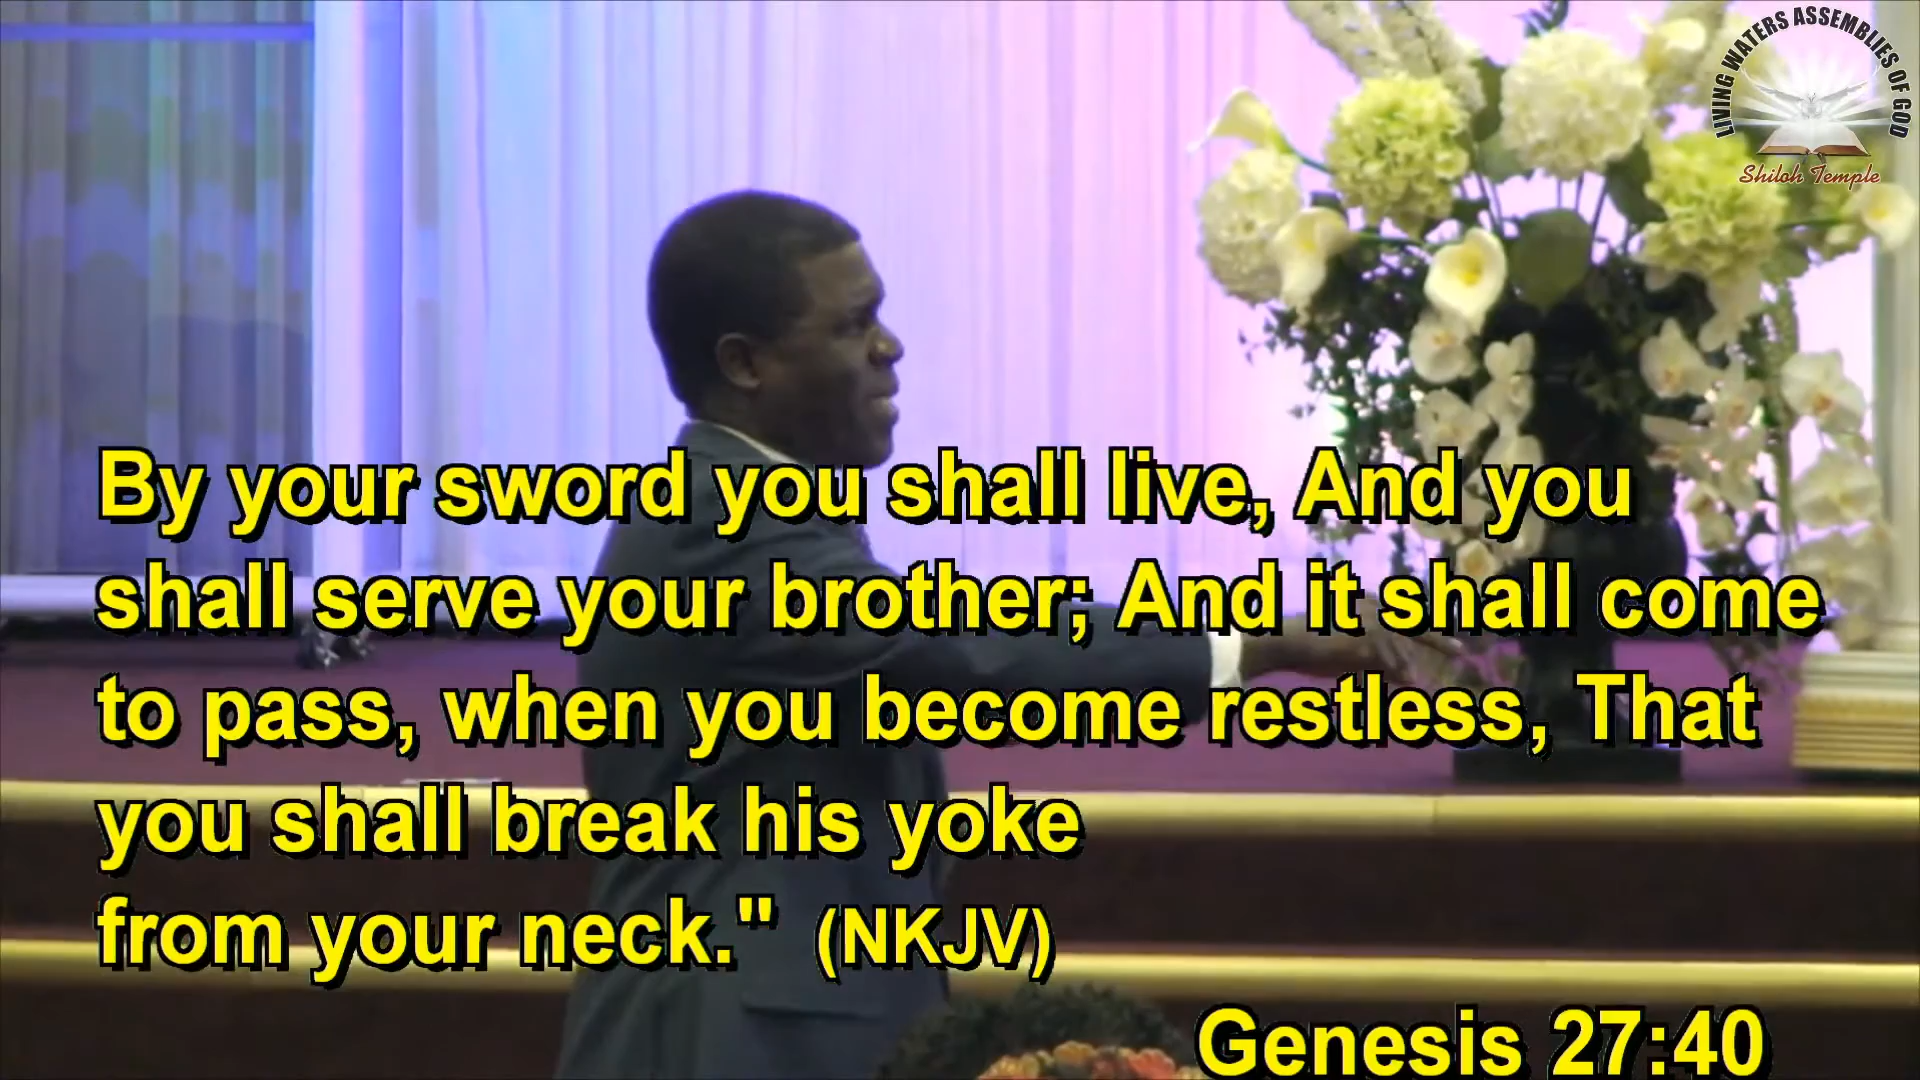 LIVING WATERS ASSEMBLIES OF GOD
Shiloh Temple
By your sword you shall live, And you
shall serve your brother; And it shall come
to pass, when you become restless, That
you shall break his yoke
from your neck." (NKJV)
Genesis 27:40